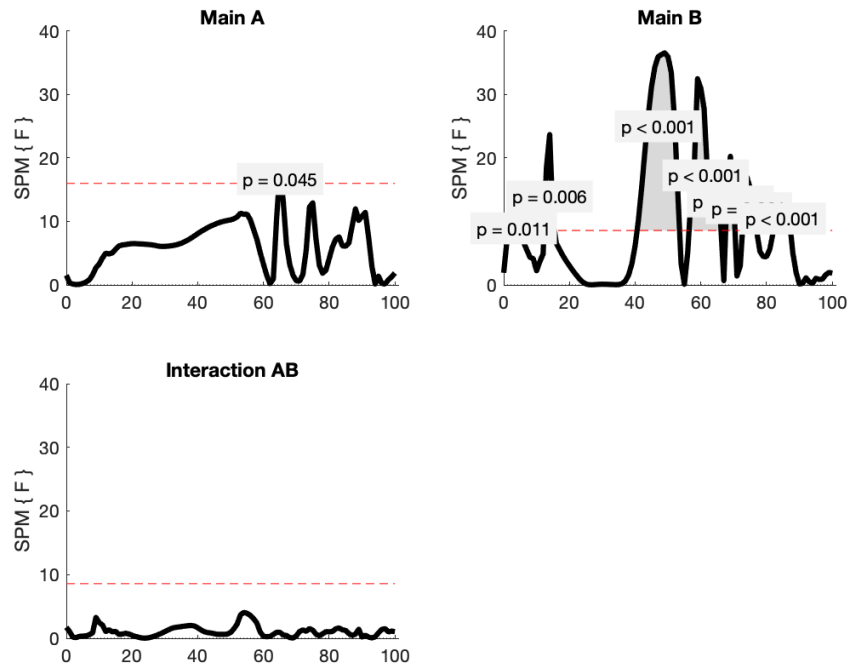 Main A
SPM { F }
40
30
20
10
0
p = 0.045
0 20 40 60 80 100
Main B
SPM { F }
40
30
20
10
0
p < 0.001
p < 0.001
p = 0.006
p
p =
p < 0.001
p = 0.011
0 20 40 60 80 100
Interaction AB
SPM { F }
40
30
20
10
0
0 20 40 60 80 100